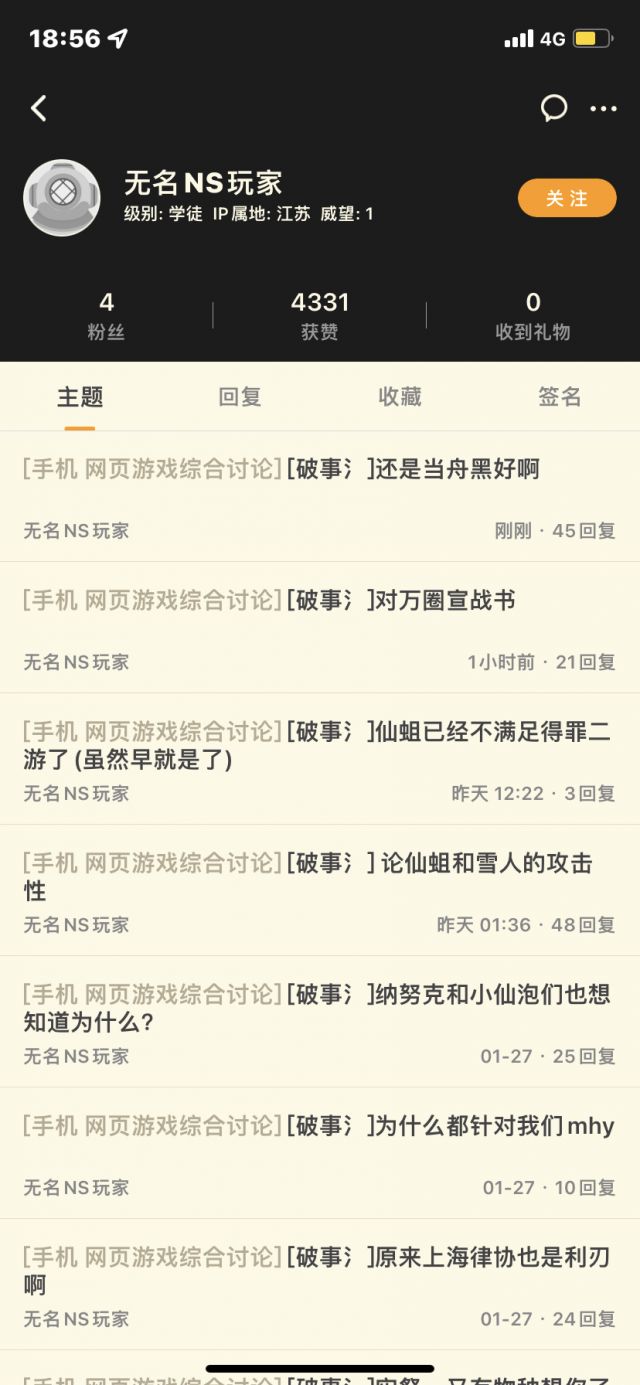 18:56
4G
无名NS玩家
级别: 学徒 IP属地: 江苏 威望: 1
关注
4
4331
0
粉丝
获赞
收到礼物
主题
回复
收藏
签名
[手机 网页游戏综合讨论][破事氵]还是当舟黑好啊
无名NS玩家
刚刚 · 45回复
[手机 网页游戏综合讨论][破事氵]对万圈宣战书
无名NS玩家
1小时前 · 21回复
[手机 网页游戏综合讨论][破事氵]仙蛆已经不满足得罪二
游了(虽然早就是了)
无名NS玩家
昨天 12:22 · 3回复
[手机 网页游戏综合讨论][破事氵] 论仙蛆和雪人的攻击
性
无名NS玩家
昨天 01:36 · 48回复
[手机 网页游戏综合讨论][破事氵]纳努克和小仙泡们也想
知道为什么?
无名NS玩家
01-27 · 25回复
[手机 网页游戏综合讨论][破事氵]为什么都针对我们mhy
无名NS玩家
01-27 · 10回复
[手机 网页游戏综合讨论][破事氵]原来上海律协也是利刃
啊
无名NS玩家
01-27 · 24回复